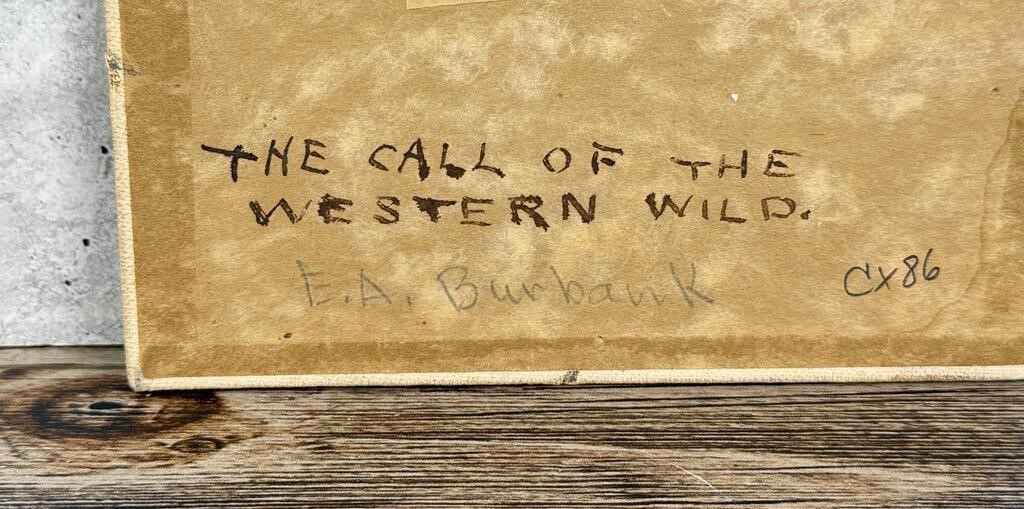 THE CALL OF THE
WESTERN WILD.
E.A. Burbank
CX86